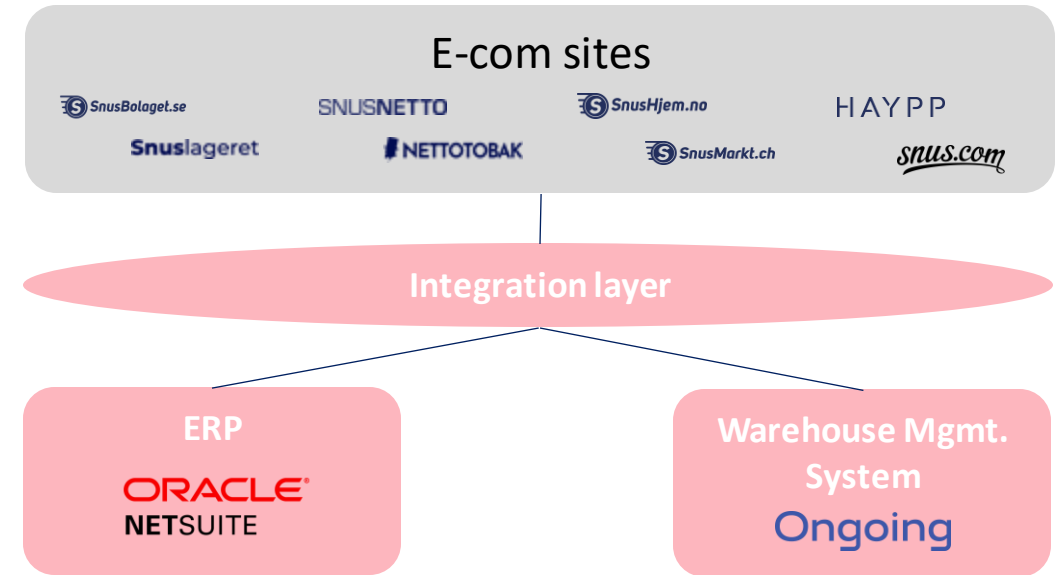 E-com sites
SnusBolaget.se
SNUSNETTO
SnusHjem.no
HAYPP
Snuslageret
NETTOTOBAK
SnusMarkt.ch
snus.com
Integration layer
ERP
ORACLE
NETSUITE
Warehouse Mgmt.
System
Ongoing